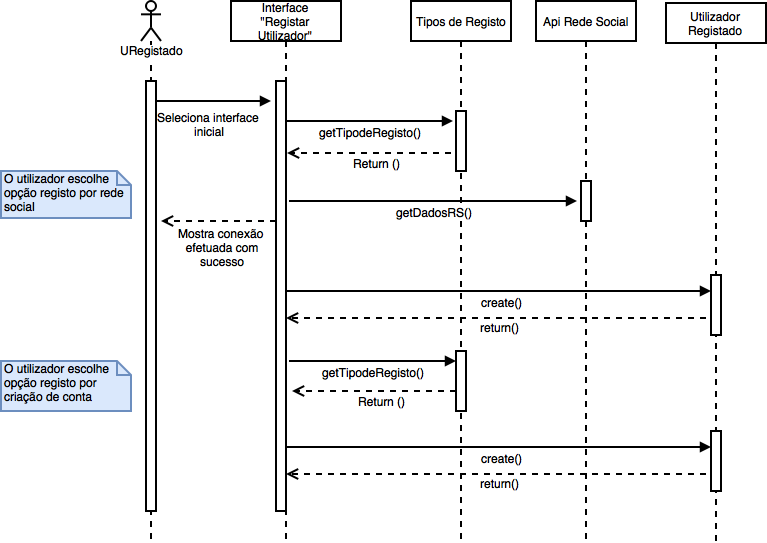 URegistado
Interface
"Registar
Utilizador"
Tipos de Registo
Api Rede Social
Utilizador
Registado
Seleciona interface
inicial
getTipodeRegisto()
Return ()
O utilizador escolhe
opção registo por rede
social
getDadosRS()
Mostra conexão
efetuada com
sucesso
create()
return()
O utilizador escolhe
opção registo por
criação de conta
getTipodeRegisto()
Return ()
create()
return()